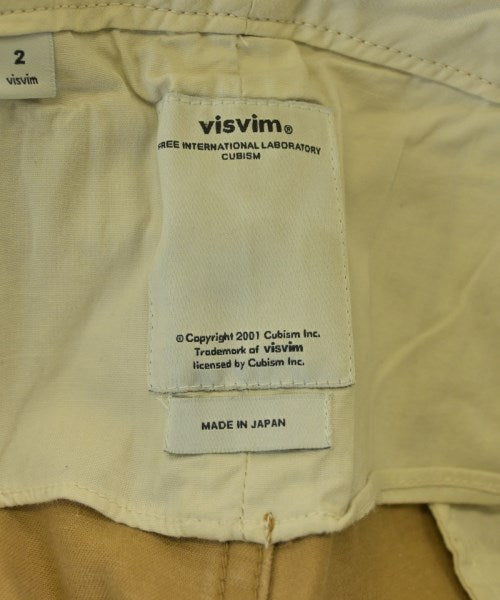 2
visvim
visvim®
FREE INTERNATIONAL LABORATORY
CUBISM
© Copyright 2001 Cubism Inc.
Trademark of visvim
licensed by Cubism Inc.
MADE IN JAPAN